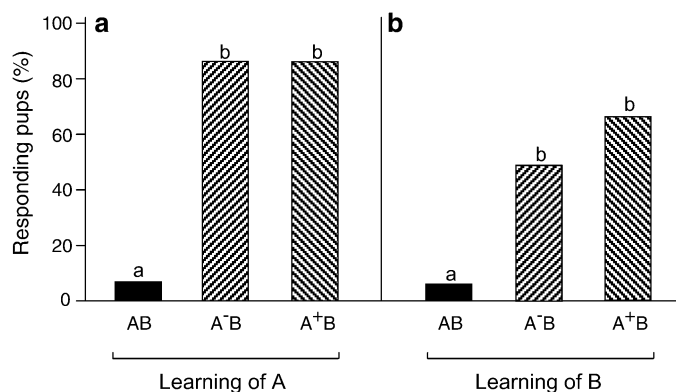 a
b
Responding pups (%)
100
80
60
40
20
0
a
b
b
a
b
b
AB
A⁻B
A⁺B
AB
A⁻B
A⁺B
Learning of A
Learning of B